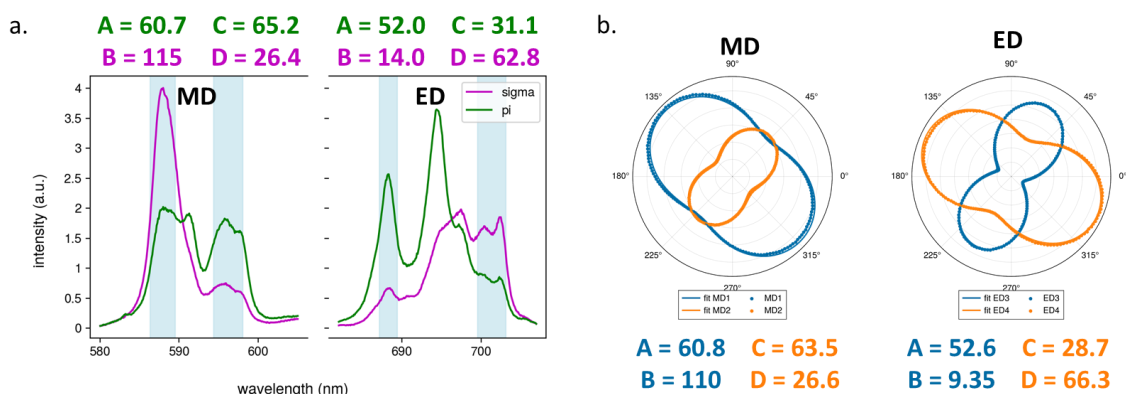 a.
A = 60.7 C = 65.2
B = 115 D = 26.4
A = 52.0 C = 31.1
B = 14.0 D = 62.8
MD
ED
sigma
pi
intensity (a.u.)
4
3.5
3
2.5
2
1.5
1
0.5
0
580 590 600
690 700
wavelength (nm)
b.
MD
90°
135° 45°
180° 0°
225° 315°
270°
fit MD1 MD1
fit MD2 MD2
A = 60.8 C = 63.5
B = 110 D = 26.6
ED
90°
135° 45°
180° 0°
225° 315°
270°
fit ED3 ED3
fit ED4 ED4
A = 52.6 C = 28.7
B = 9.35 D = 66.3